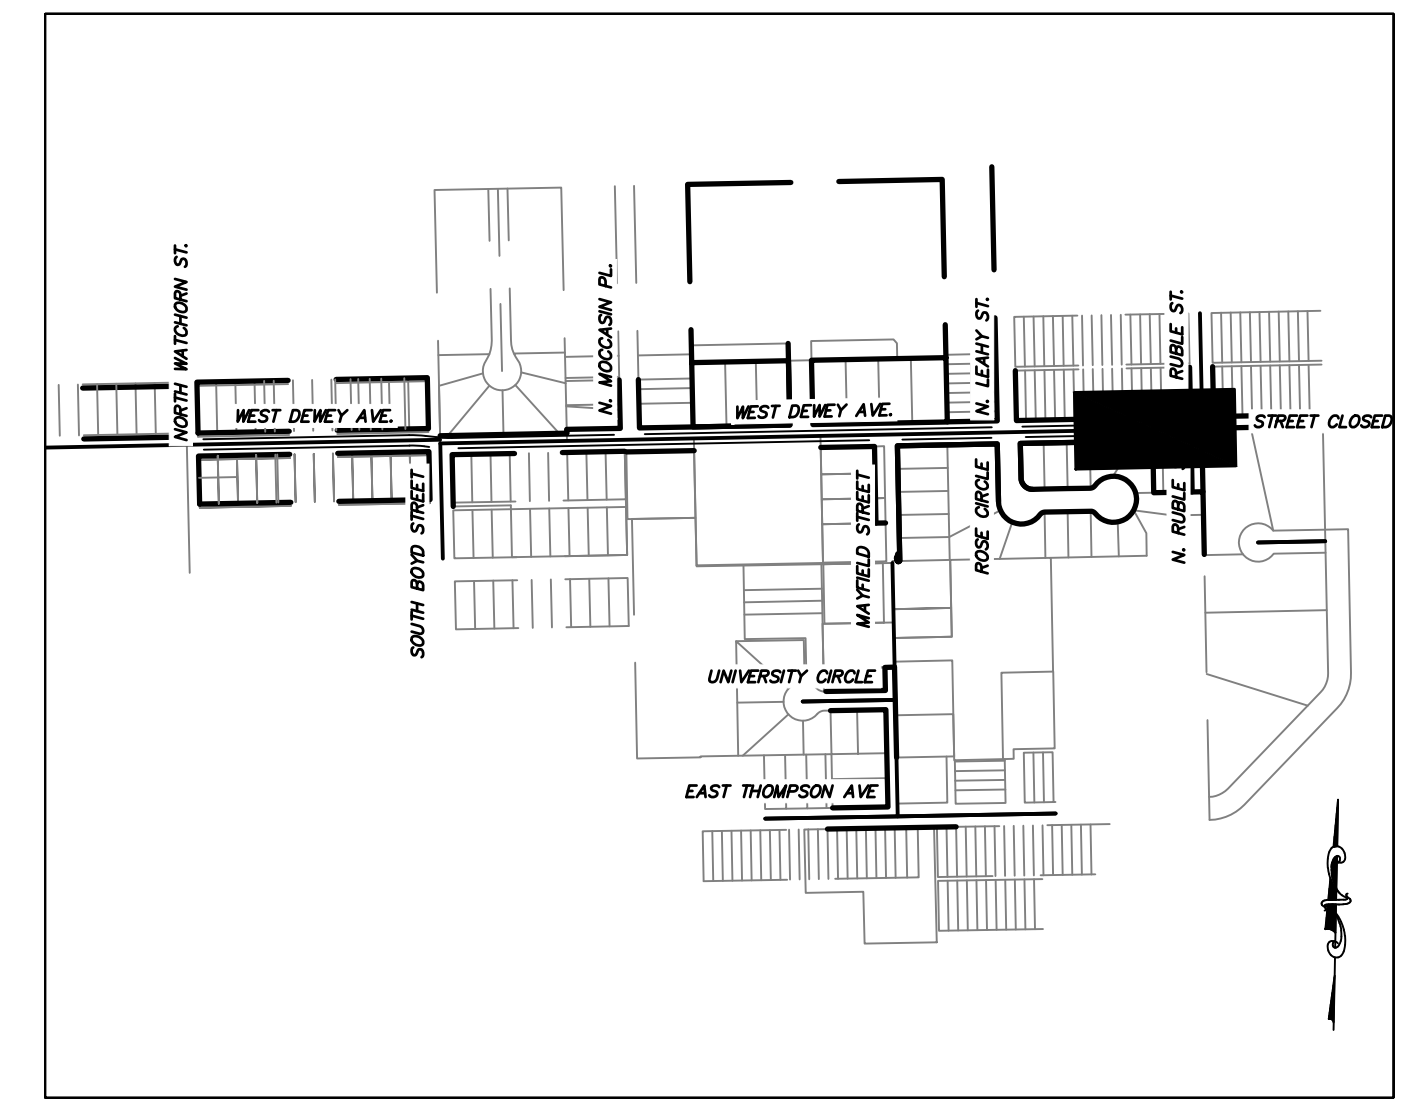 NORTH WATCHORN ST.
N. MOCCASIN PL.
N. LEAHY ST.
RUBLE ST.
WEST DEWEY AVE.
WEST DEWEY AVE.
STREET CLOSED
SOUTH BOYD STREET
MAYFIELD STREET
ROSE CIRCLE
N. RUBLE
UNIVERSITY CIRCLE
EAST THOMPSON AVE